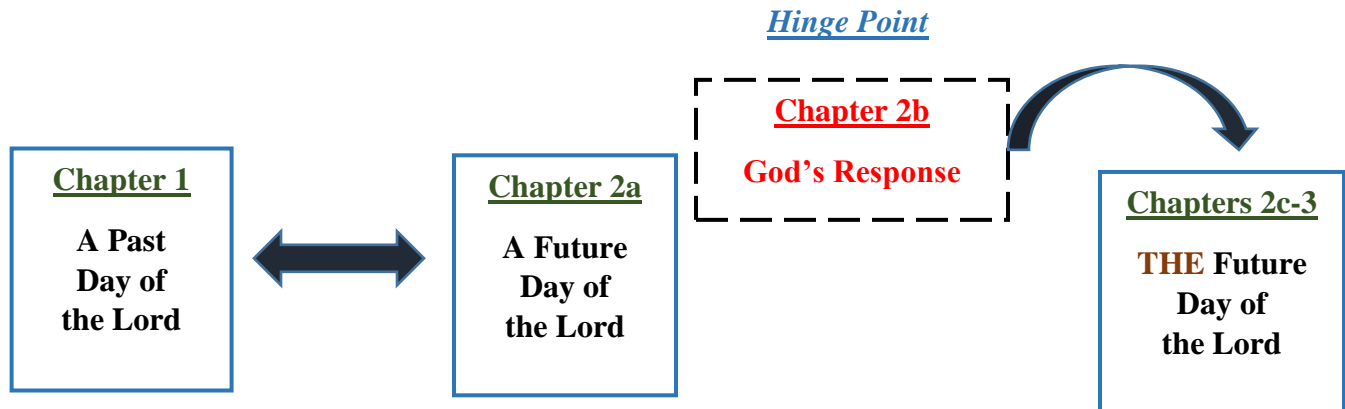 Hinge Point
Chapter 2b
God’s Response
Chapter 1
A Past
Day of
the Lord
Chapter 2a
A Future
Day of
the Lord
Chapters 2c-3
THE Future
Day of
the Lord